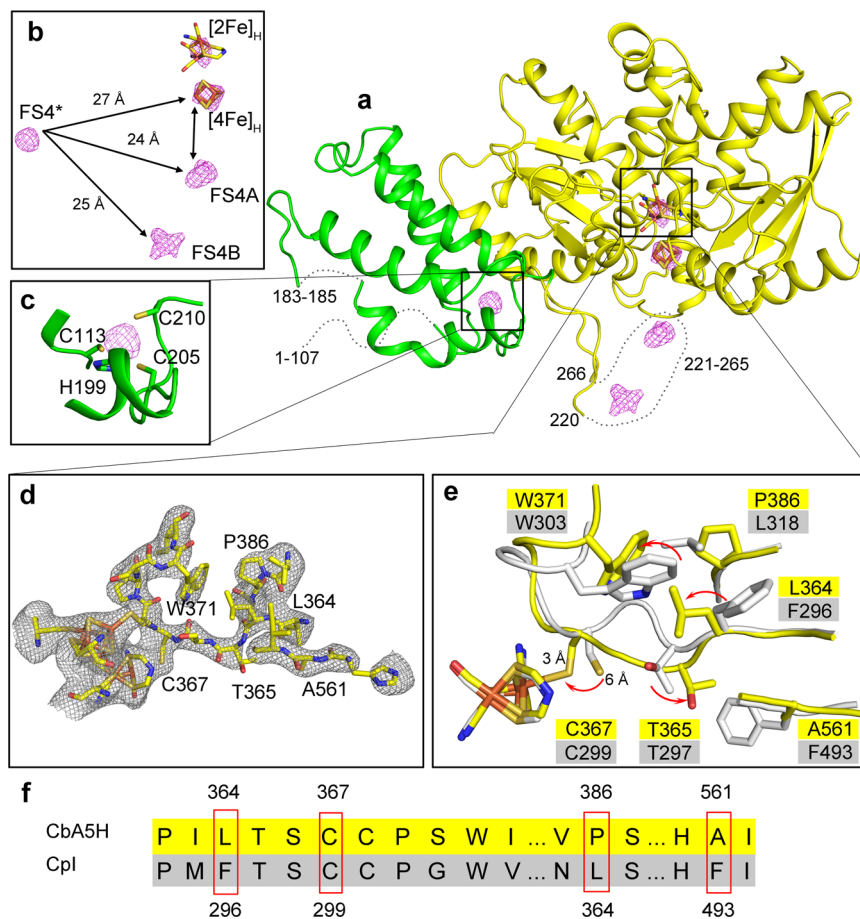 b
[2Fe]H
27 Å
FS4*
[4Fe]H
24 Å
FS4A
25 Å
FS4B
a
183-185
1-107
266
221-265
220
c
C210
C113
C205
H199
d
P386
W371
L364
C367
T365
A561
e
W371
W303
P386
L318
L364
F296
3 Å
6 Å
C367
C299
T365
T297
A561
F493
f
364 367 386 561
CbA5H P I L T S C C P S W I ... V P S ... H A I
CpI P M F T S C C P G W V ... N L S ... H F I
296 299 364 493